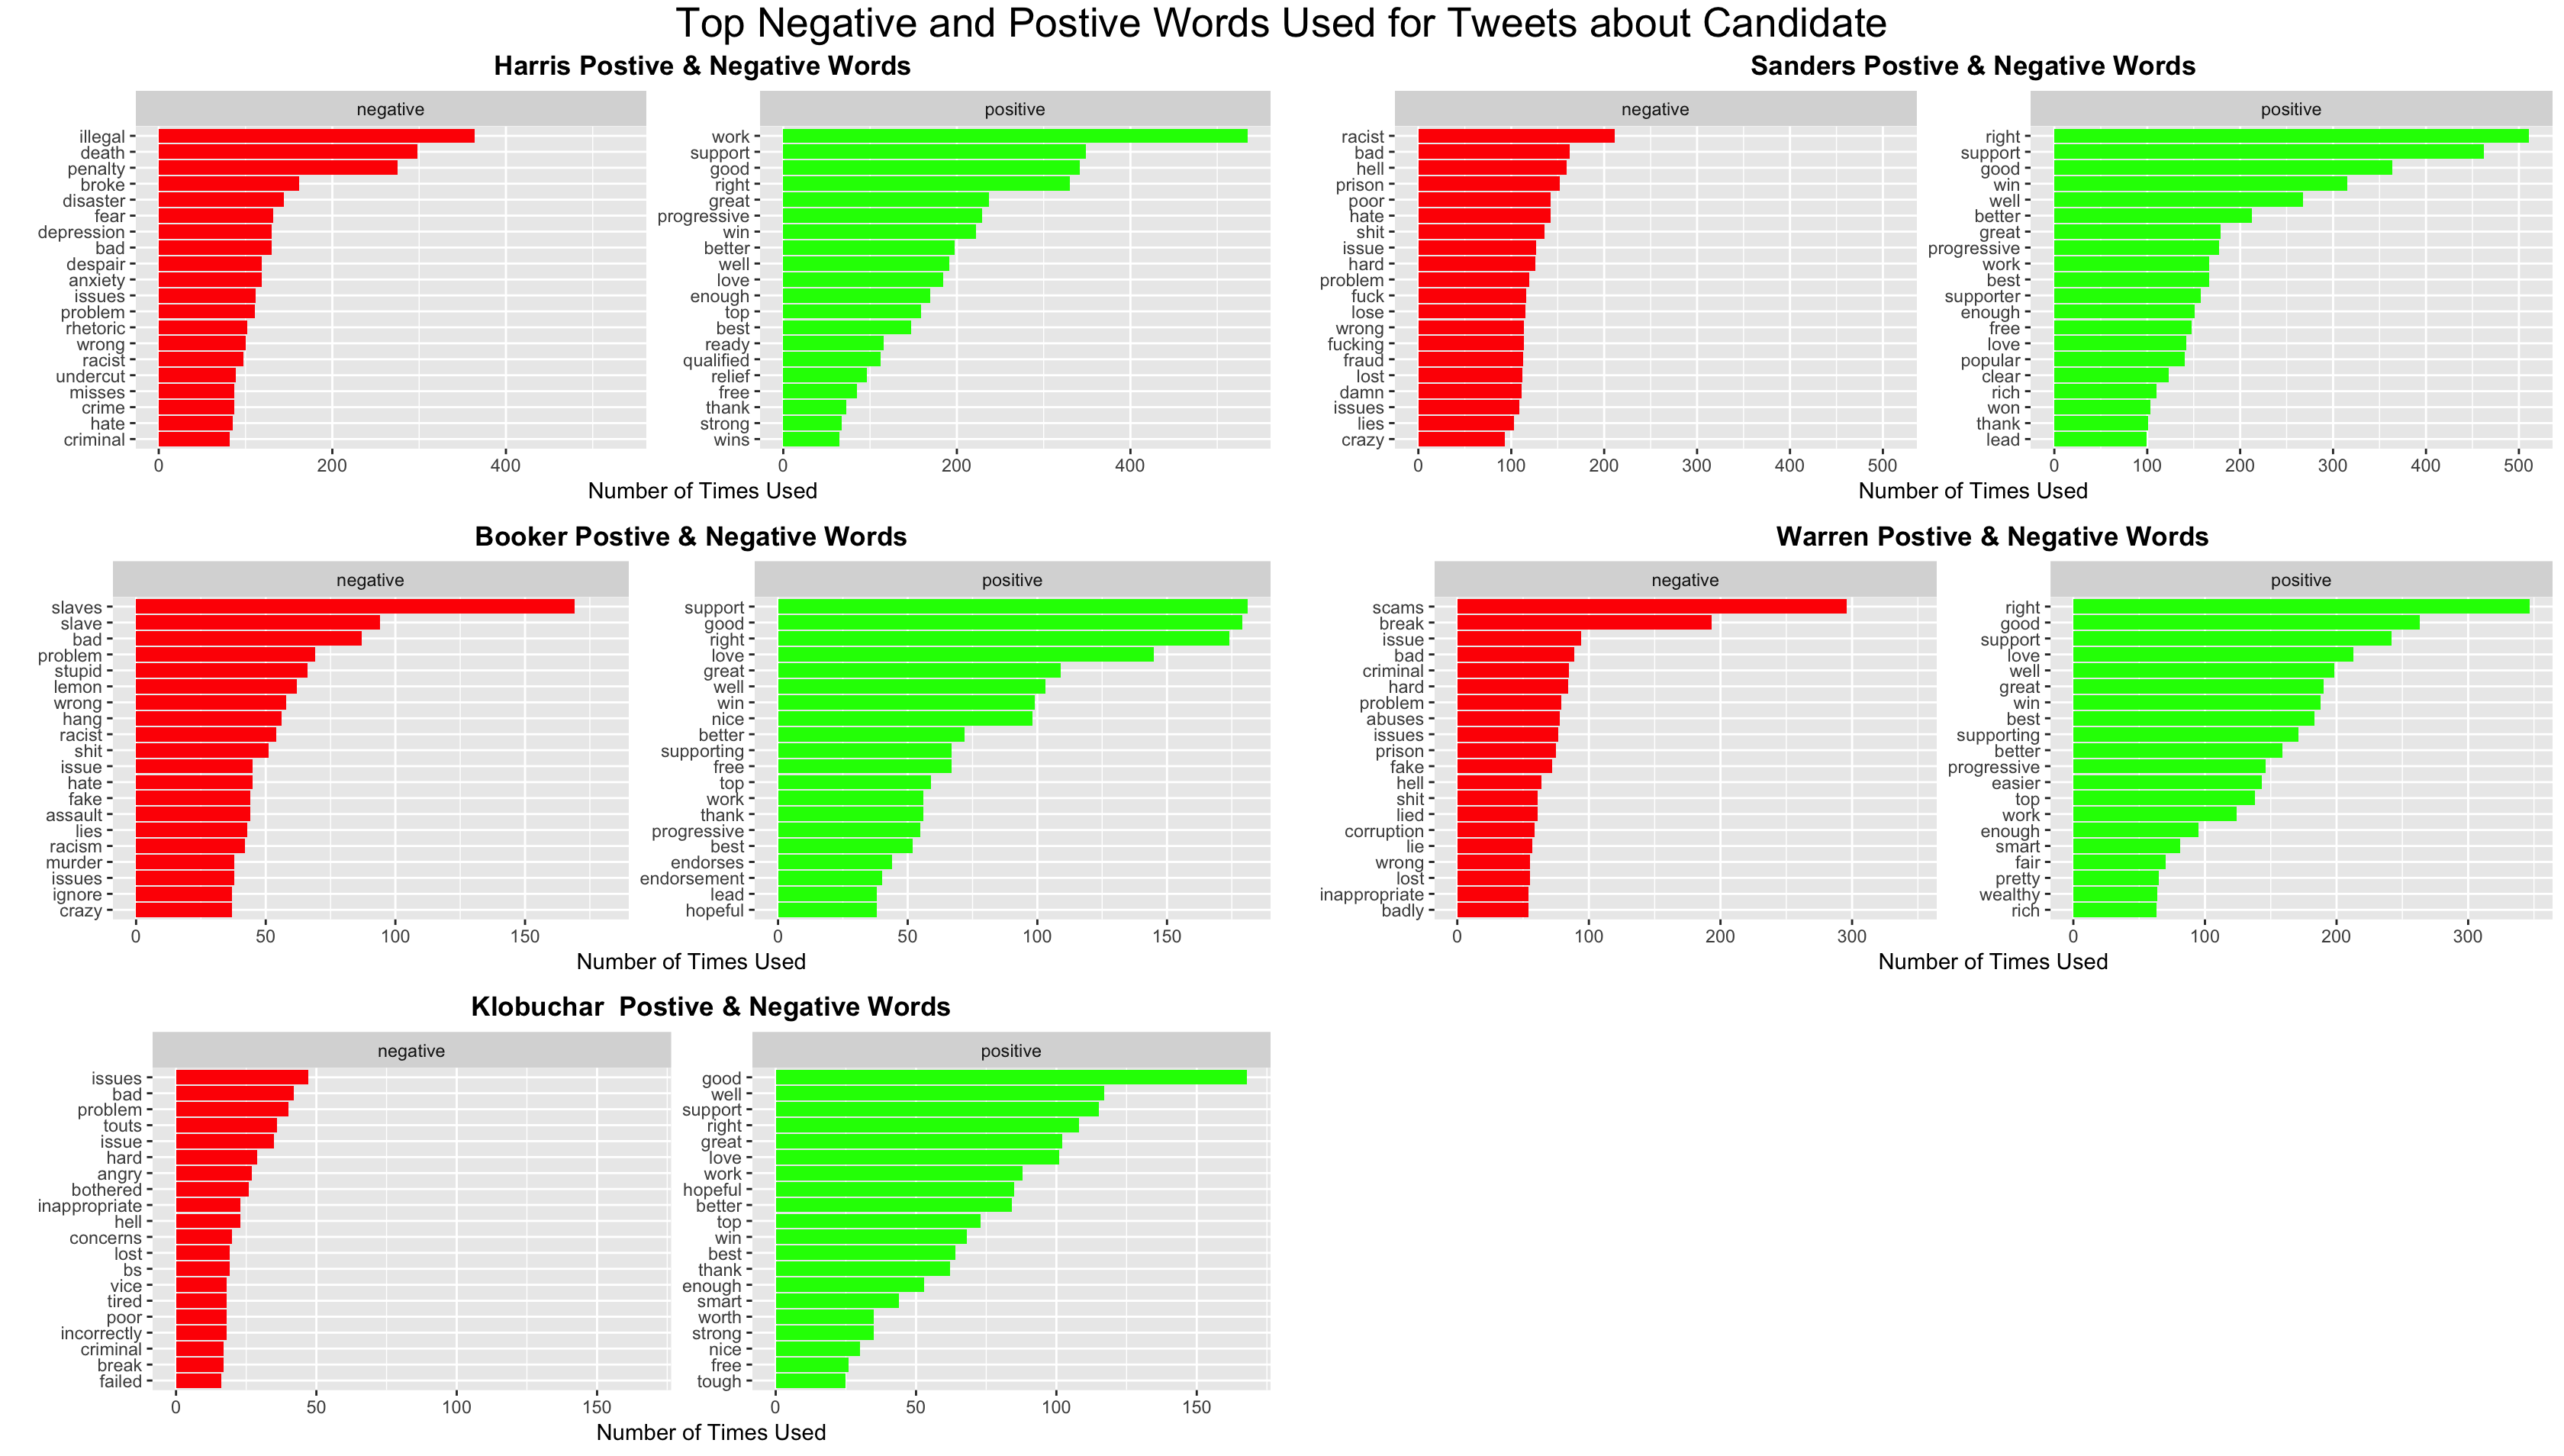 Top Negative and Postive Words Used for Tweets about Candidate
Harris Postive & Negative Words
negative
illegal
death
penalty
broke
disaster
fear
depression
bad
despair
anxiety
issues
problem
rhetoric
wrong
racist
undercut
misses
crime
hate
criminal
0 200 400
positive
work
support
good
right
great
progressive
win
better
well
love
enough
top
best
ready
qualified
relief
free
thank
strong
wins
0 200 400
Number of Times Used
Sanders Postive & Negative Words
negative
racist
bad
hell
prison
poor
hate
shit
issue
hard
problem
fuck
lose
wrong
fucking
fraud
lost
damn
issues
lies
crazy
0 100 200 300 400 500
positive
right
support
good
win
well
better
great
progressive
work
best
supporter
enough
free
love
popular
clear
rich
won
thank
lead
0 100 200 300 400 500
Number of Times Used
Booker Postive & Negative Words
negative
slaves
slave
bad
problem
stupid
lemon
wrong
hang
racist
shit
issue
hate
fake
assault
lies
racism
murder
issues
ignore
crazy
0 50 100 150
positive
support
good
right
love
great
well
win
nice
better
supporting
free
top
work
thank
progressive
best
endorses
endorsement
lead
hopeful
0 50 100 150
Number of Times Used
Warren Postive & Negative Words
negative
scams
break
issue
bad
criminal
hard
problem
abuses
issues
prison
fake
hell
shit
lied
corruption
lie
wrong
lost
inappropriate
badly
0 100 200 300
positive
right
good
support
love
well
great
win
best
supporting
better
progressive
easier
top
work
enough
smart
fair
pretty
wealthy
rich
0 100 200 300
Number of Times Used
Klobuchar  Postive & Negative Words
negative
issues
bad
problem
touts
issue
hard
angry
bothered
inappropriate
hell
concerns
lost
bs
vice
tired
poor
incorrectly
criminal
break
failed
0 50 100 150
positive
good
well
support
right
great
love
work
hopeful
better
top
win
best
thank
enough
smart
worth
strong
nice
free
tough
0 50 100 150
Number of Times Used